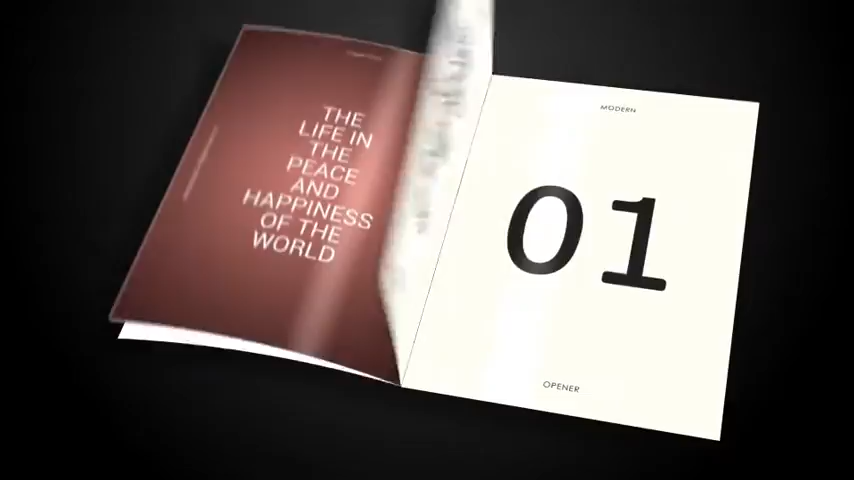 THE
LIFE IN
THE
PEACE
AND
HAPPINESS
OF THE
WORLD
MODERN
01
OPENER